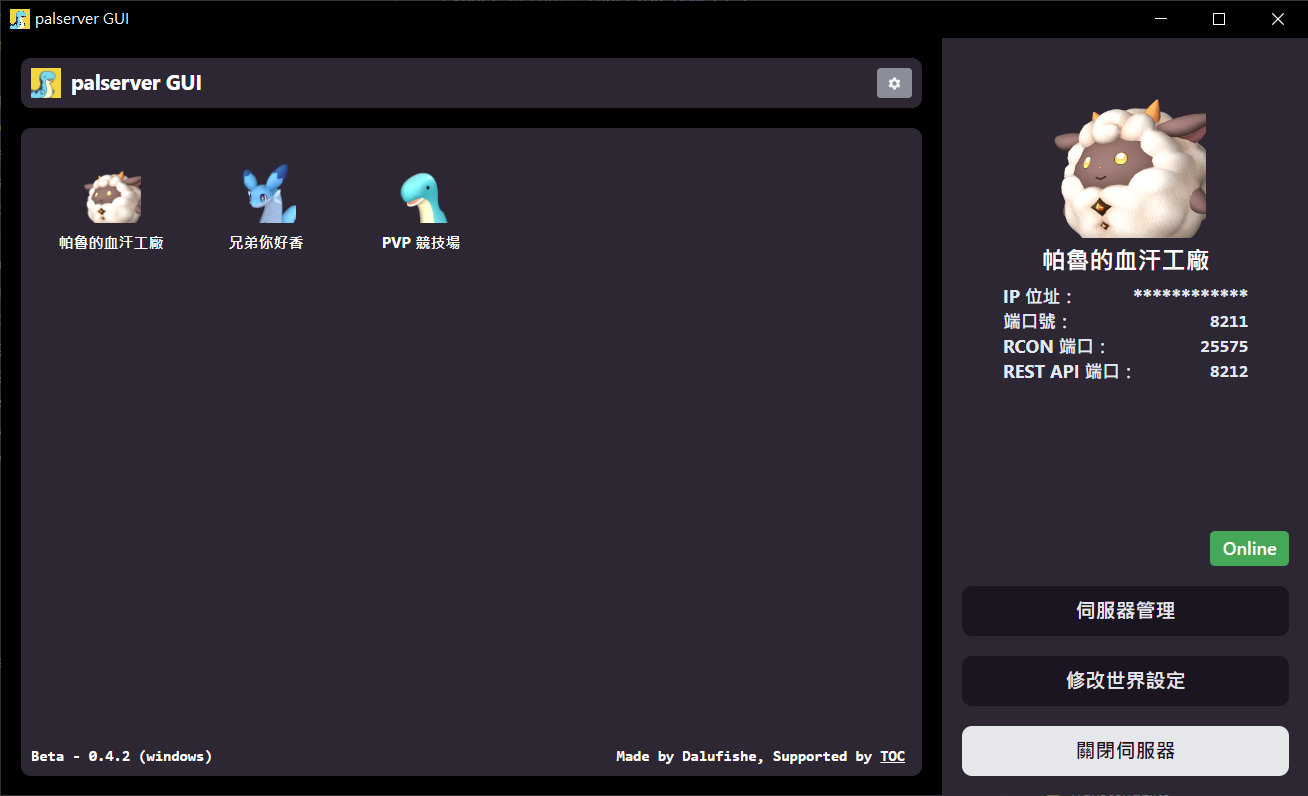 palserver GUI
palserver GUI
帕魯的血汗工廠
兄弟你好香
PVP 競技場
Beta - 0.4.2 (windows)
Made by Dalufishe, Supported by TOC
帕魯的血汗工廠
IP 位址： ************
端口號： 8211
RCON 端口： 25575
REST API 端口： 8212
Online
伺服器管理
修改世界設定
關閉伺服器